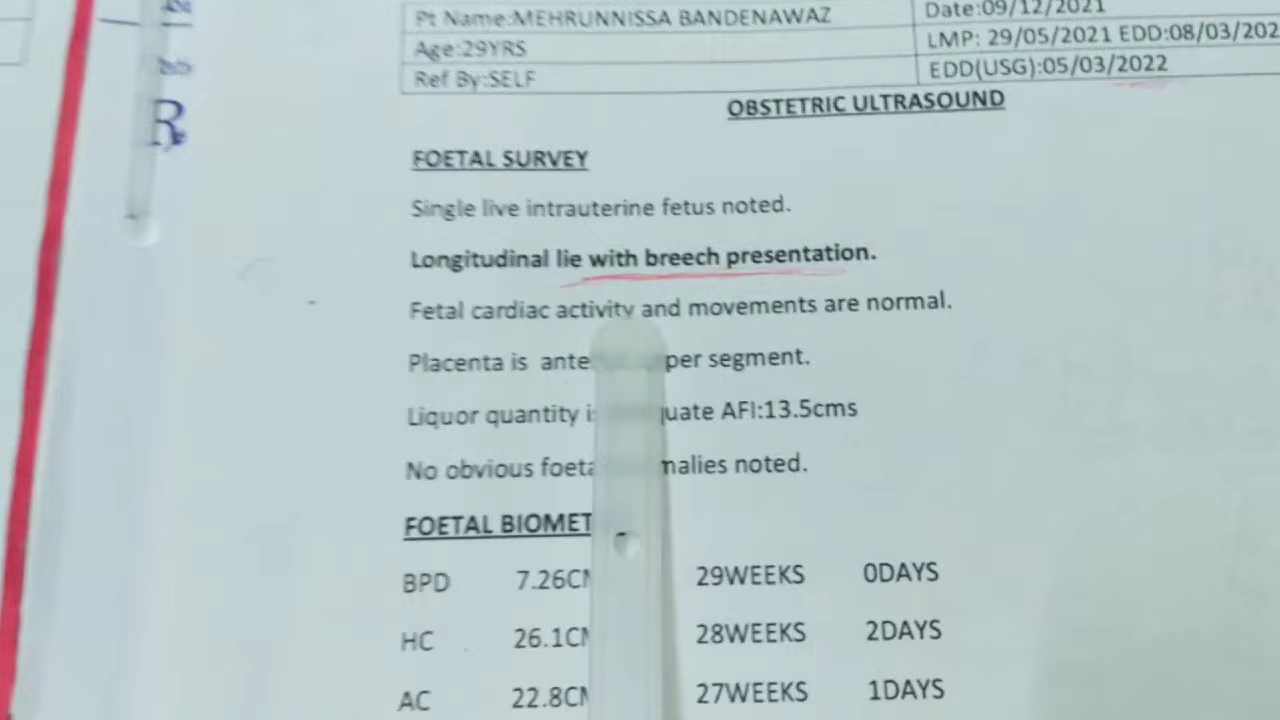 R
Pt Name:MEHRUNNISSA BANDENAWAZ
Date:09/12/2021
Age:29YRS
LMP: 29/05/2021 EDD:08/03/202
Ref By:SELF
EDD(USG):05/03/2022
OBSTETRIC ULTRASOUND
FOETAL SURVEY
Single live intrauterine fetus noted.
Longitudinal lie with breech presentation.
Fetal cardiac activity and movements are normal.
Placenta is ante per segment.
Liquor quantity i quate AFI:13.5cms
No obvious foeta malies noted.
FOETAL BIOMET
BPD 7.26CM 29WEEKS 0DAYS
HC 26.1CM 28WEEKS 2DAYS
AC 22.8CM 27WEEKS 1DAYS